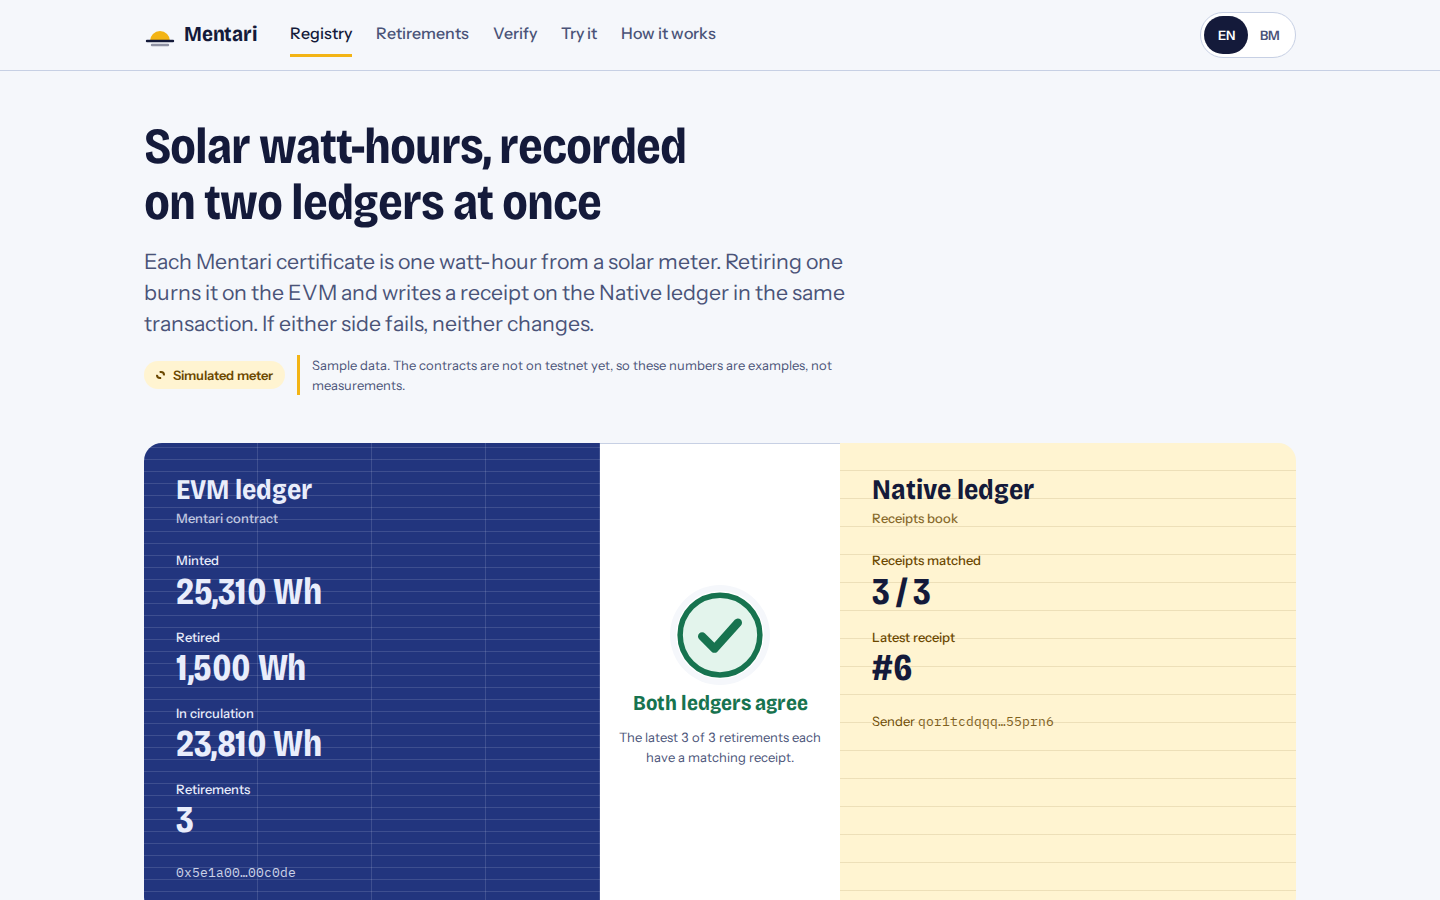 Mentari
Registry
Retirements
Verify
Try it
How it works
EN
BM
Solar watt-hours, recorded
on two ledgers at once
Each Mentari certificate is one watt-hour from a solar meter. Retiring one
burns it on the EVM and writes a receipt on the Native ledger in the same
transaction. If either side fails, neither changes.
Simulated meter
Sample data. The contracts are not on testnet yet, so these numbers are examples, not
measurements.
EVM ledger
Mentari contract
Minted
25,310 Wh
Retired
1,500 Wh
In circulation
23,810 Wh
Retirements
3
0x5e1a00…00c0de
Both ledgers agree
The latest 3 of 3 retirements each
have a matching receipt.
Native ledger
Receipts book
Receipts matched
3 / 3
Latest receipt
#6
Sender qor1tcdqqq…55prn6